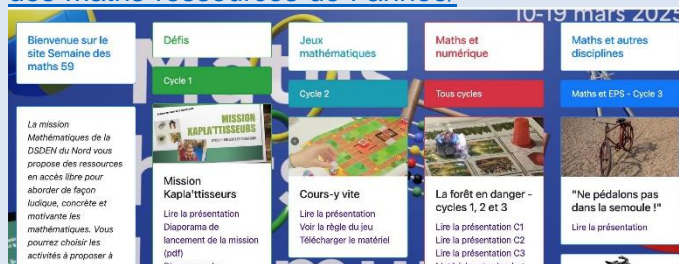 10-19 mars 2025
Bienvenue sur le
site Semaine des
maths 59
La mission
Mathématiques de la
DSDEN du Nord vous
propose des ressources
en accès libre pour
aborder de façon
ludique, concrète et
motivante les
mathématiques. Vous
pourrez choisir les
activités à proposer à
Défis
Cycle 1
MISSION
KAPLA'TTISSEURS
Mission
Kapla'ttisseurs
Lire la présentation
Diaporama de
lancement de la mission
(pdf)
Jeux
mathématiques
Cycle 2
Cours-y vite
Lire la présentation
Voir la règle du jeu
Télécharger le matériel
Maths et
numérique
Tous cycles
La forêt en danger -
cycles 1, 2 et 3
Lire la présentation C1
Lire la présentation C2
Lire la présentation C3
Maths et autres
disciplines
Maths et EPS - Cycle 3
"Ne pédalons pas
dans la semoule !"
Lire la présentation